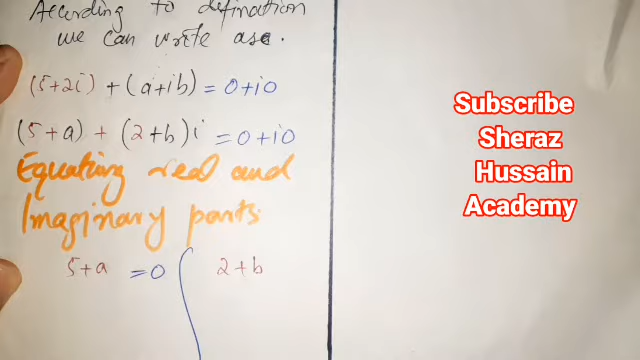 According to defination
we can write as.
(5+2i) + (a+ib) = 0+i0
(5+a) + (2+b)i = 0+i0
Equating real and
Imaginary parts
5+a = 0 ( 2+b
Subscribe
Sheraz
Hussain
Academy